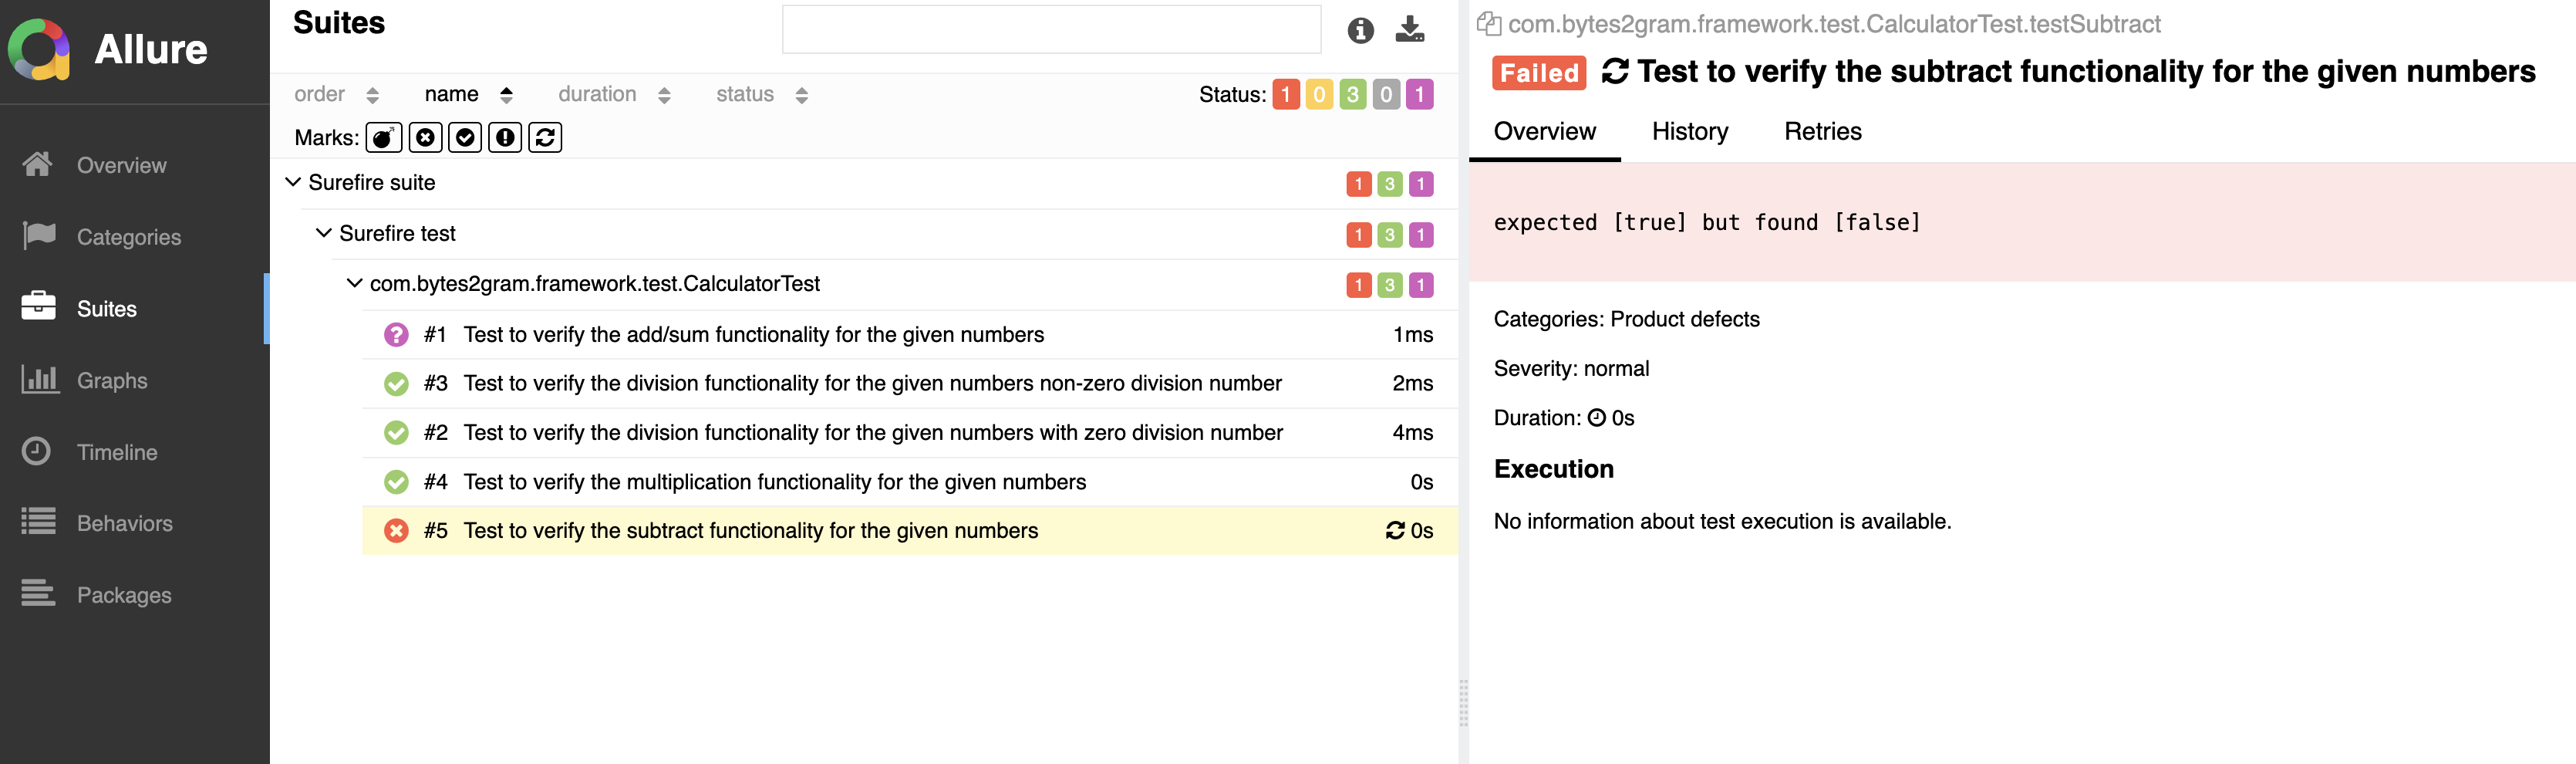 Allure
Overview
Categories
Suites
Graphs
Timeline
Behaviors
Packages
Suites
order name duration status
Status: 1 0 3 0 1
Marks:
Surefire suite 1 3 1
Surefire test 1 3 1
com.bytes2gram.framework.test.CalculatorTest 1 3 1
#1 Test to verify the add/sum functionality for the given numbers 1ms
#3 Test to verify the division functionality for the given numbers non-zero division number 2ms
#2 Test to verify the division functionality for the given numbers with zero division number 4ms
#4 Test to verify the multiplication functionality for the given numbers 0s
#5 Test to verify the subtract functionality for the given numbers 0s
com.bytes2gram.framework.test.CalculatorTest.testSubtract
Failed Test to verify the subtract functionality for the given numbers
Overview History Retries
expected [true] but found [false]
Categories: Product defects
Severity: normal
Duration: 0s
Execution
No information about test execution is available.